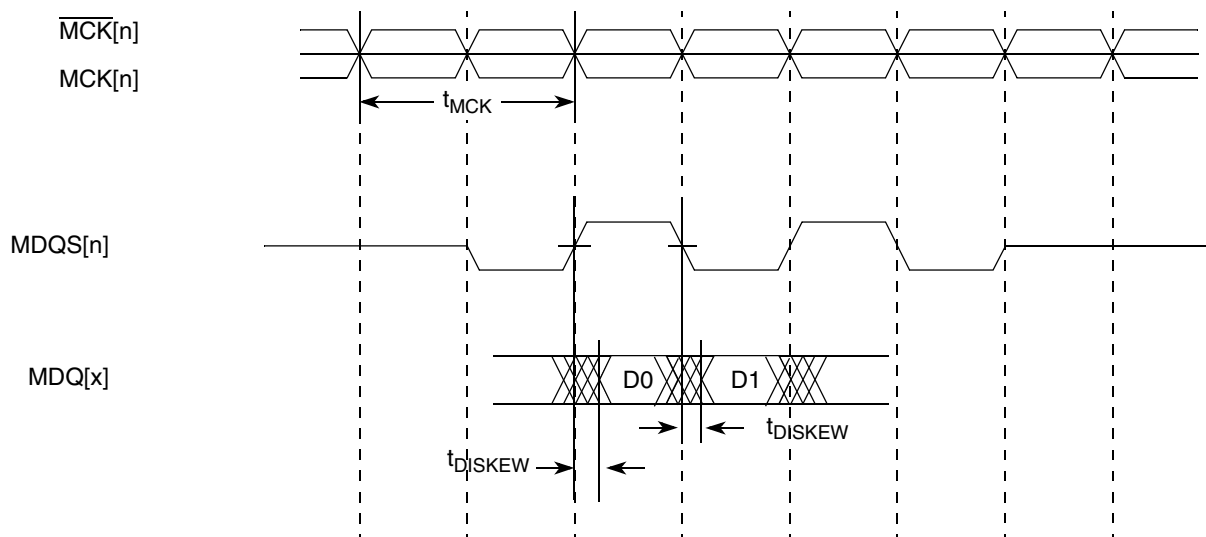 MCK[n]
MCK[n]
tMCK
MDQS[n]
MDQ[x]
D0
D1
tDISKEW
tDISKEW